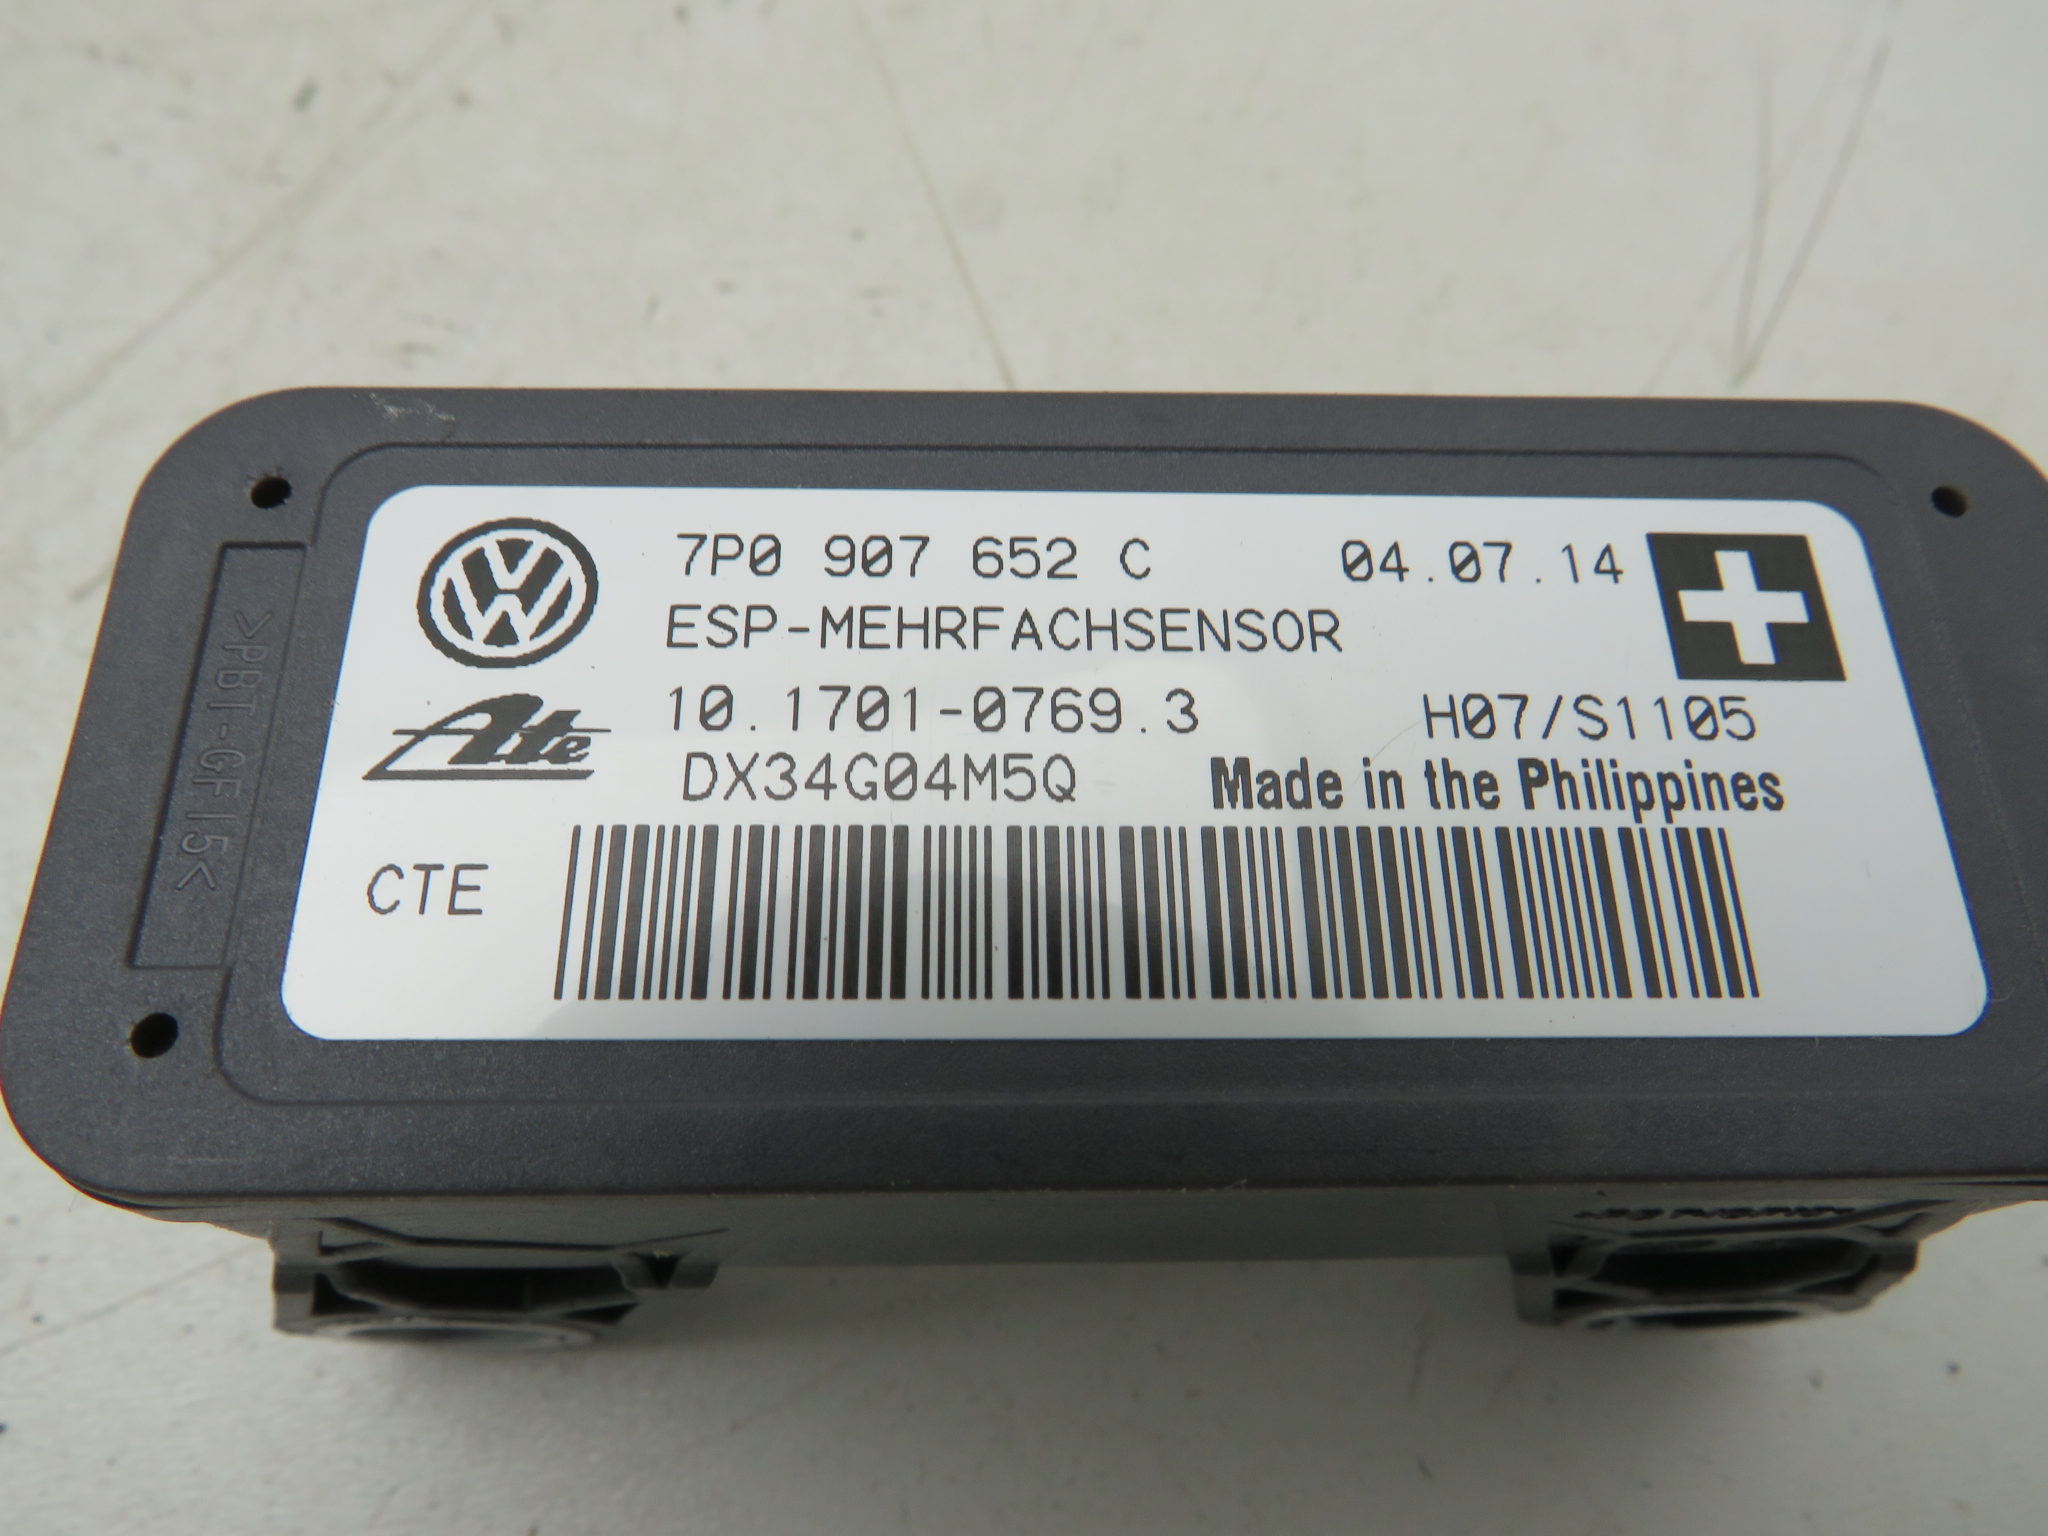 7P0 907 652 C 04.07.14
ESP-MEHRFACHSENSOR
Ate 10.1701-0769.3 H07/S1105
DX34G04M5Q Made in the Philippines
CTE
>PBT-GF15<